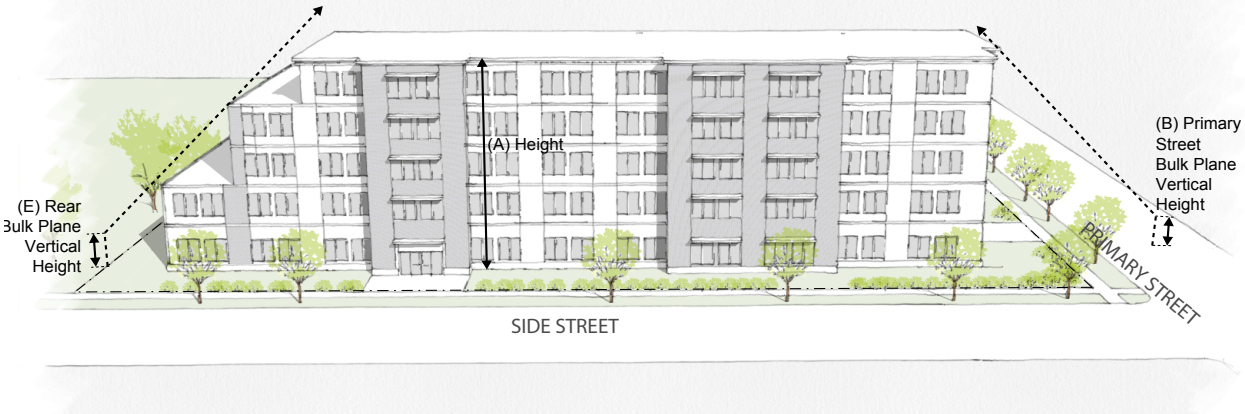 (A) Height
(B) Primary
Street
Bulk Plane
Vertical
Height
(E) Rear
Bulk Plane
Vertical
Height
PRIMARY STREET
SIDE STREET